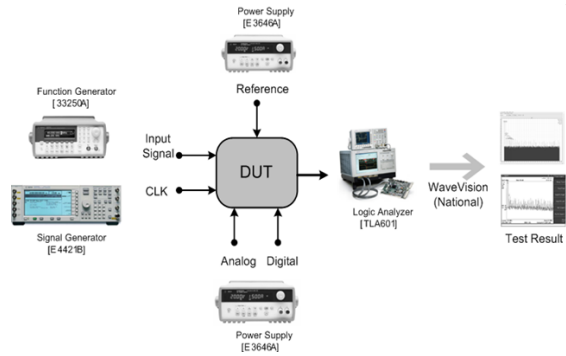 Power Supply
[E3646A]
Reference
Function Generator
[33250A]
Input
Signal
CLK
DUT
Signal Generator
[E4421B]
Logic Analyzer
[TLA601]
WaveVision
(National)
Test Result
Analog Digital
Power Supply
[E3646A]